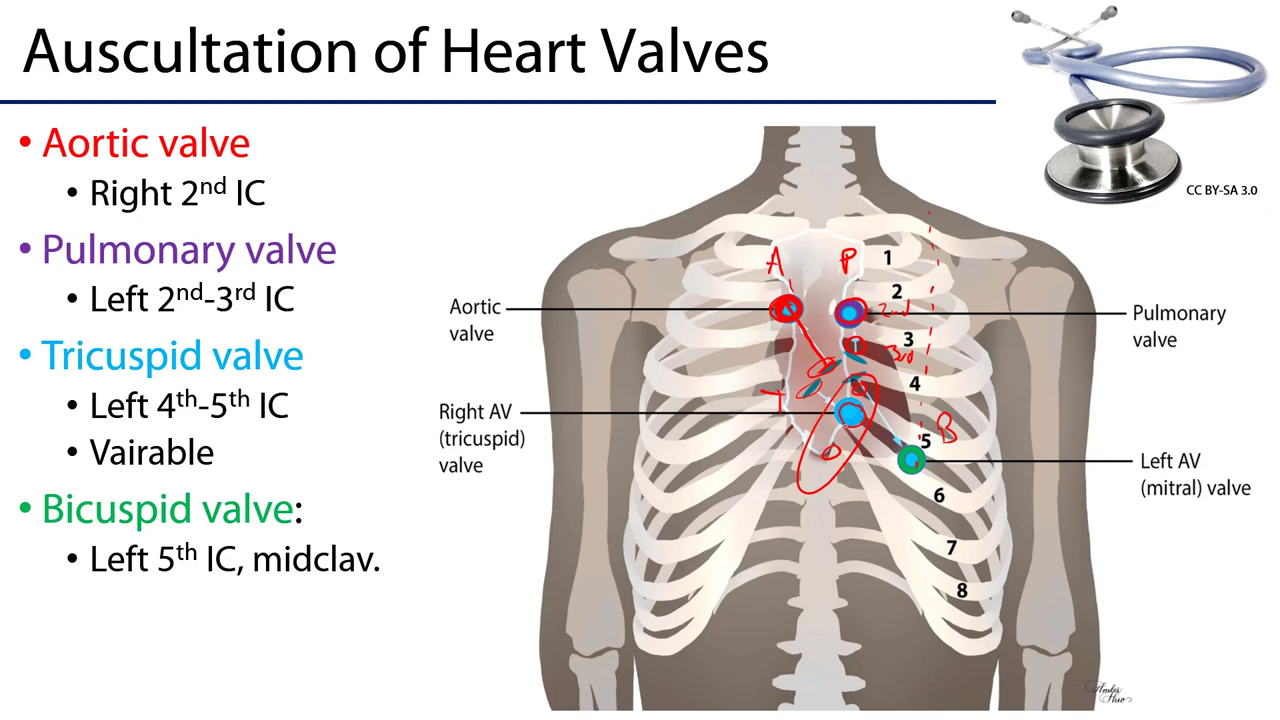 Auscultation of Heart Valves
CC BY-SA 3.0
• Aortic valve
• Right 2nd IC
• Pulmonary valve
• Left 2nd-3rd IC
• Tricuspid valve
• Left 4th-5th IC
• Vairable
• Bicuspid valve:
• Left 5th IC, midclav.
A
P
1
2
2nd
3
3rd
4
T
B
5
6
7
8
Aortic
valve
Right AV
(tricuspid)
valve
Pulmonary
valve
Left AV
(mitral) valve